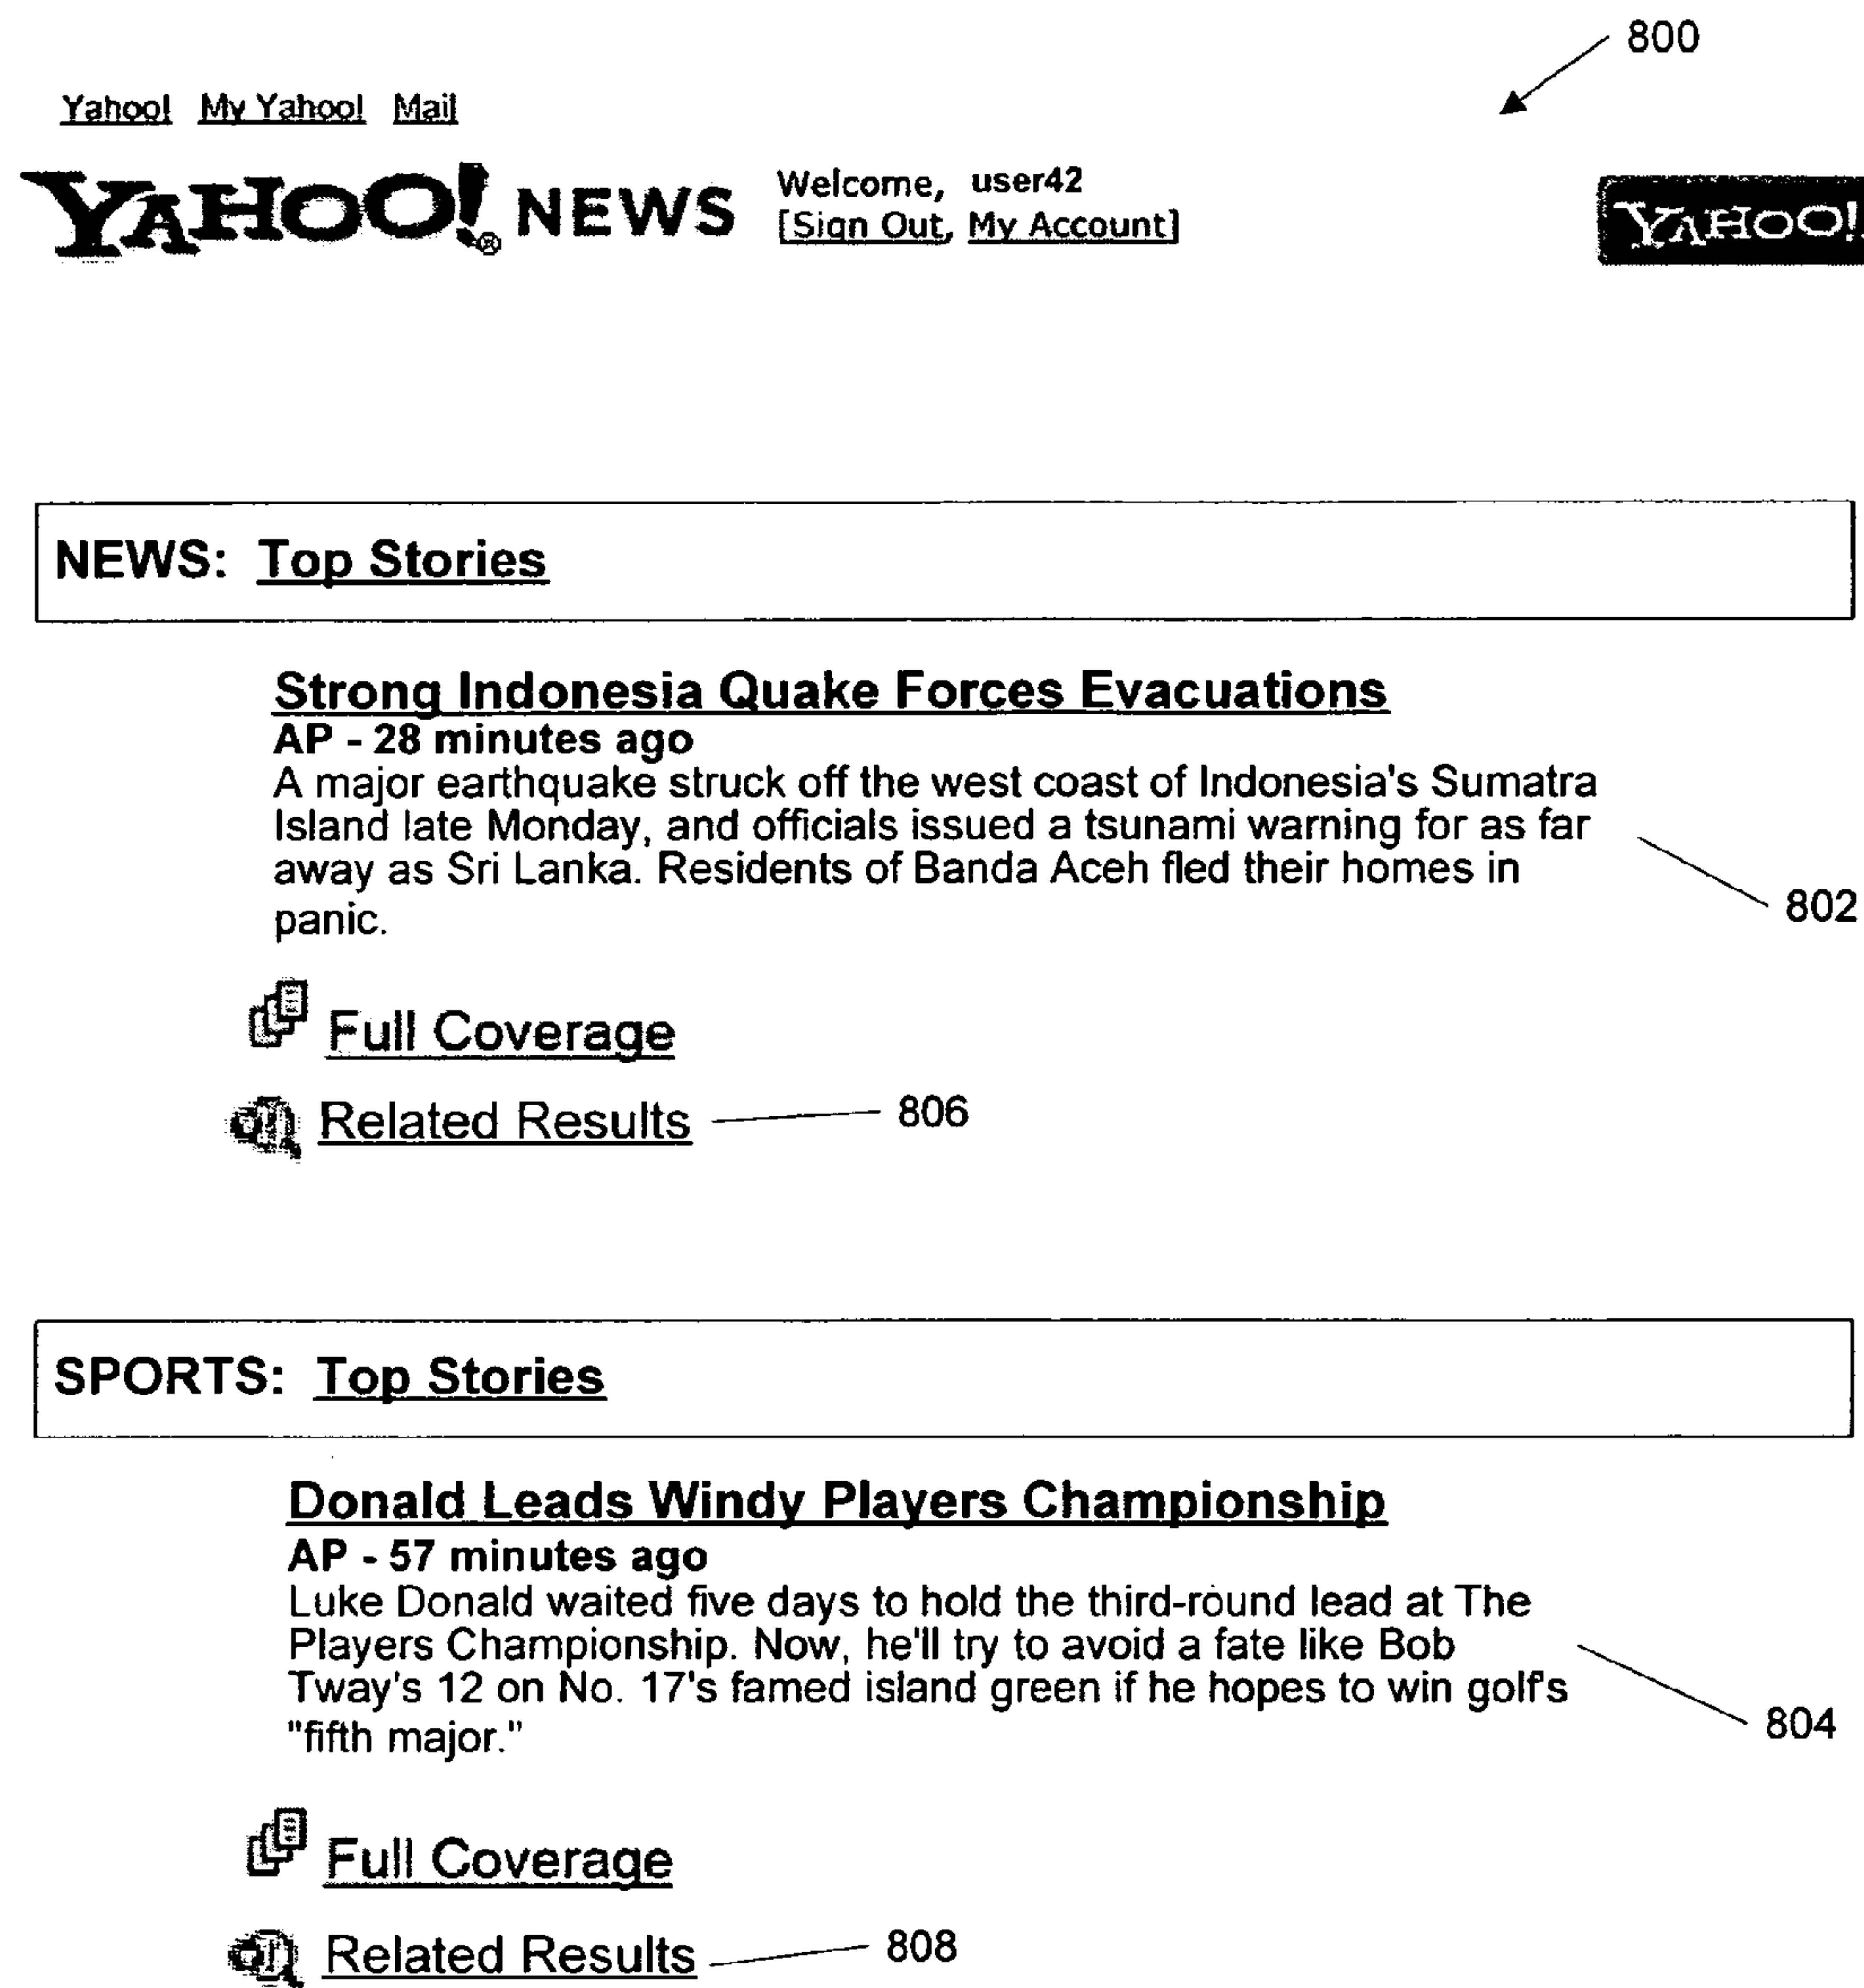 800
Yahoo! My Yahoo! Mail
YAHOO!® NEWS
Welcome, user42
[Sign Out, My Account]
YAHOO!
NEWS: Top Stories
Strong Indonesia Quake Forces Evacuations
AP - 28 minutes ago
A major earthquake struck off the west coast of Indonesia's Sumatra
Island late Monday, and officials issued a tsunami warning for as far
away as Sri Lanka. Residents of Banda Aceh fled their homes in
panic.
802
Full Coverage
Related Results
806
SPORTS: Top Stories
Donald Leads Windy Players Championship
AP - 57 minutes ago
Luke Donald waited five days to hold the third-round lead at The
Players Championship. Now, he'll try to avoid a fate like Bob
Tway's 12 on No. 17's famed island green if he hopes to win golf's
"fifth major."
804
Full Coverage
Related Results
808